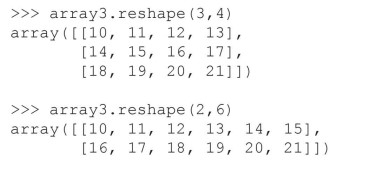 >>> array3.reshape(3,4)
array([[10, 11, 12, 13],
       [14, 15, 16, 17],
       [18, 19, 20, 21]])

>>> array3.reshape(2,6)
array([[10, 11, 12, 13, 14, 15],
       [16, 17, 18, 19, 20, 21]])